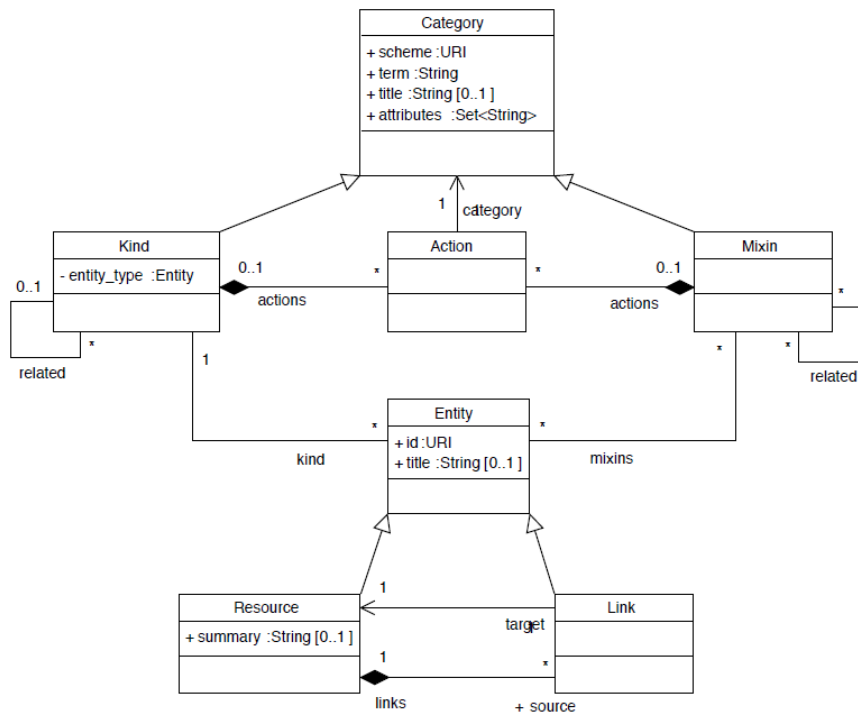 Category
+ scheme :URI
+ term :String
+ title :String [0..1 ]
+ attributes :Set<String>
1
category
Kind
- entity_type :Entity
Action
Mixin
0..1
*
actions
*
0..1
actions
0..1
*
related
*
*
related
1
*
kind
Entity
+ id :URI
+ title :String [0..1 ]
*
*
mixins
Resource
+ summary :String [0..1 ]
Link
1
target
1
*
links
+ source